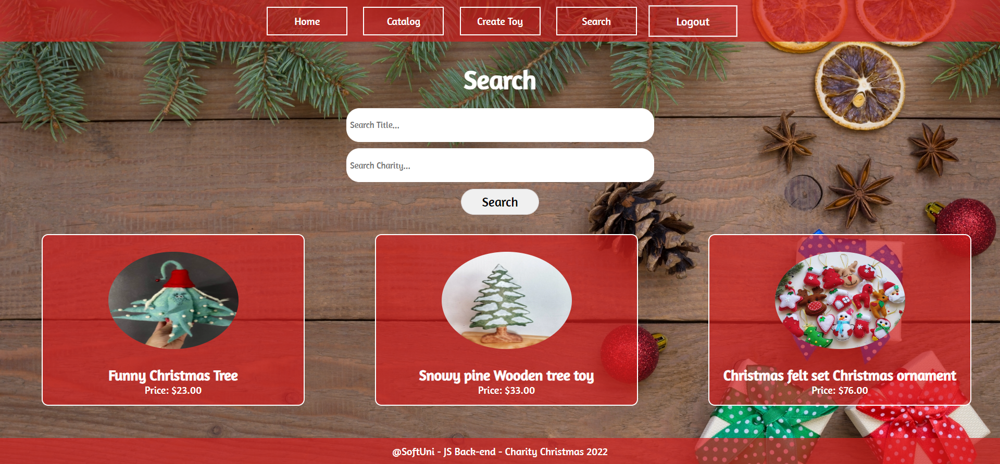 Home
Catalog
Create Toy
Search
Logout
Search
Search Title...
Search Charity...
Search
Funny Christmas Tree
Price: $23.00
Snowy pine Wooden tree toy
Price: $33.00
Christmas felt set Christmas ornament
Price: $76.00
@SoftUni - JS Back-end - Charity Christmas 2022